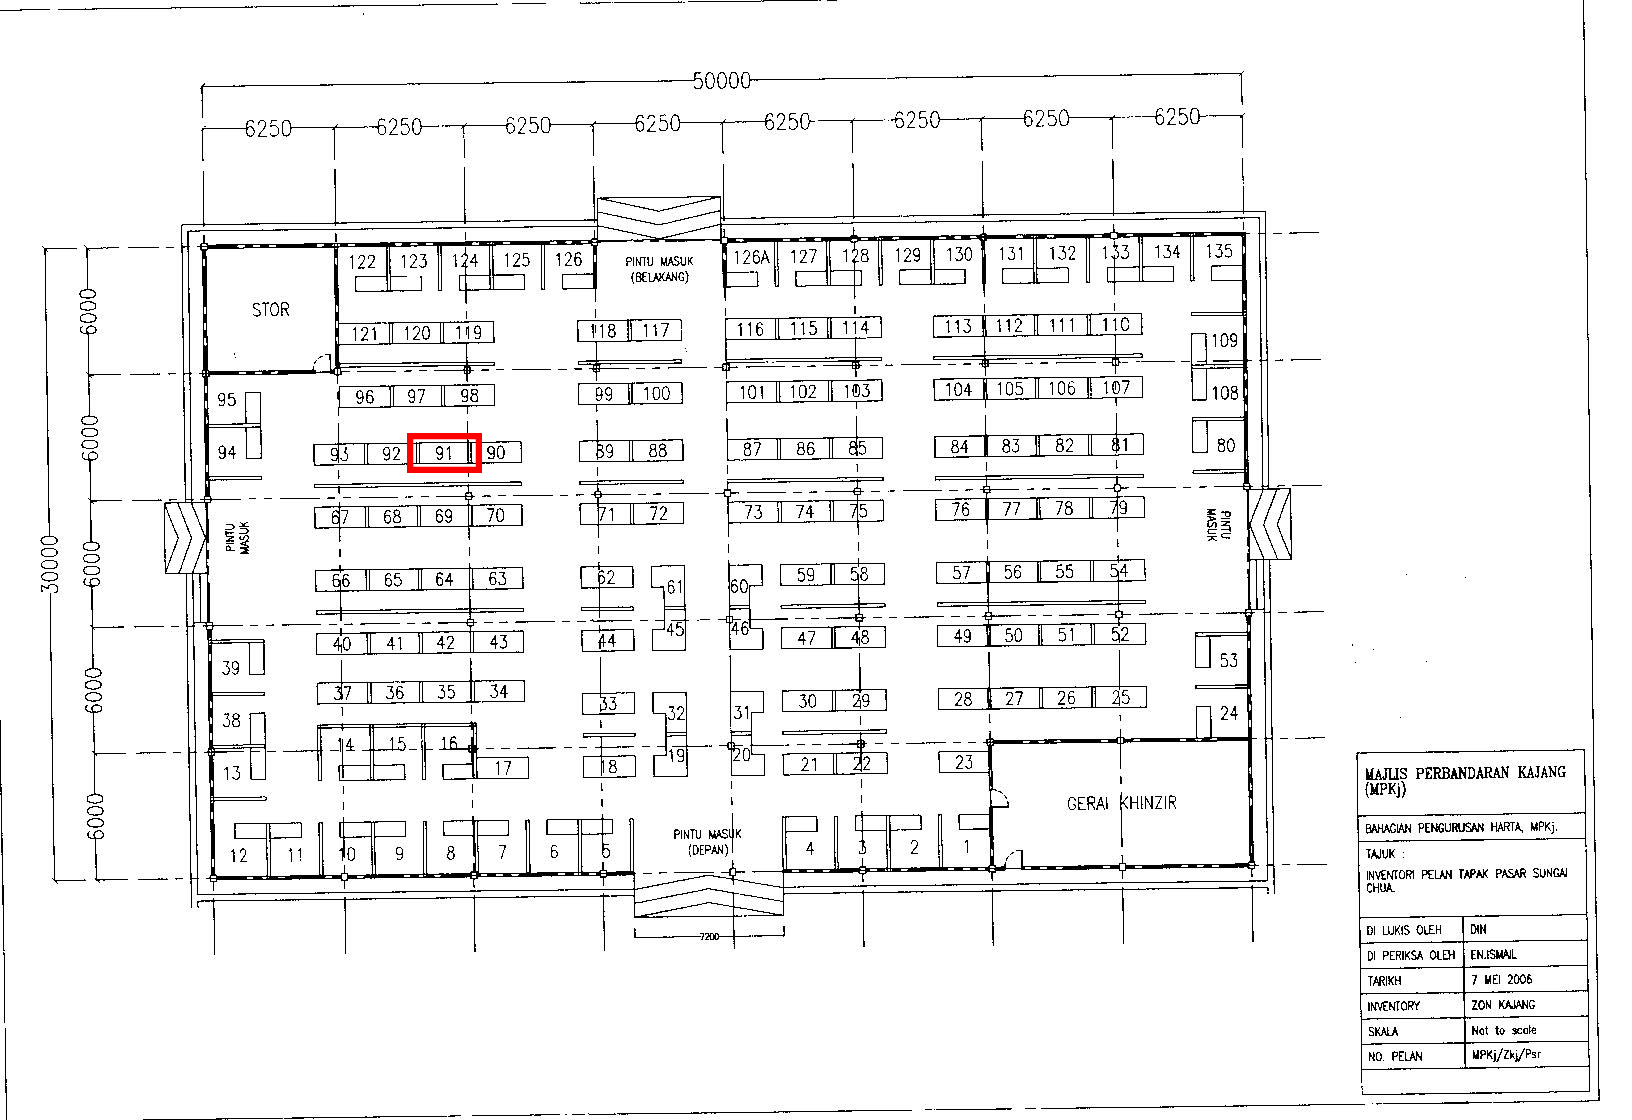 50000
6250 6250 6250 6250 6250 6250 6250 6250
122 123 124 125 126 PINTU MASUK 126A 127 128 129 130 131 132 133 134 135
(BELAKANG)
6000
STOR
121 120 119 118 117 116 115 114 113 112 111 110
109
96 97 98 99 100 101 102 103 104 105 106 107
95 108
6000
94 93 92 91 90 89 88 87 86 85 84 83 82 81 80
67 68 69 70 71 72 73 74 75 76 77 78 79
PINTU
MASUK
PINTU
MASUK
30000
6000
66 65 64 63 62 61 60 59 58 57 56 55 54
40 41 42 43 44 45 46 47 48 49 50 51 52
39 53
6000
37 36 35 34 33 32 31 30 29 28 27 26 25
38 24
14 15 16
13 17 18 19 20 21 22 23
6000
GERAI KHINZIR
PINTU MASUK
(DEPAN)
12 11 10 9 8 7 6 5 4 3 2 1
7200
MAJLIS PERBANDARAN KAJANG
(MPKj)
BAHAGIAN PENGURUSAN HARTA, MPKj.
TAJUK :
INVENTORI PELAN TAPAK PASAR SUNGAI
CHUA.
DI LUKIS OLEH DIN
DI PERIKSA OLEH EN.ISMAIL
TARIKH 7 MEI 2006
INVENTORY ZON KAJANG
SKALA Not to scale
NO. PELAN MPKj/Zkj/Psr